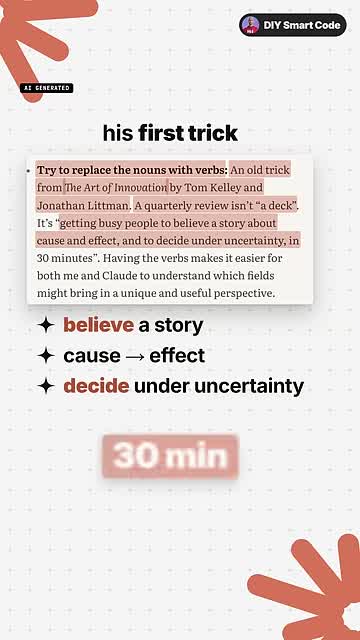 DIY Smart Code
AI GENERATED
his first trick
• Try to replace the nouns with verbs: An old trick
from The Art of Innovation by Tom Kelley and
Jonathan Littman. A quarterly review isn't “a deck”.
It's “getting busy people to believe a story about
cause and effect, and to decide under uncertainty, in
30 minutes”. Having the verbs makes it easier for
both me and Claude to understand which fields
might bring in a unique and useful perspective.
✦ believe a story
✦ cause → effect
✦ decide under uncertainty
30 min